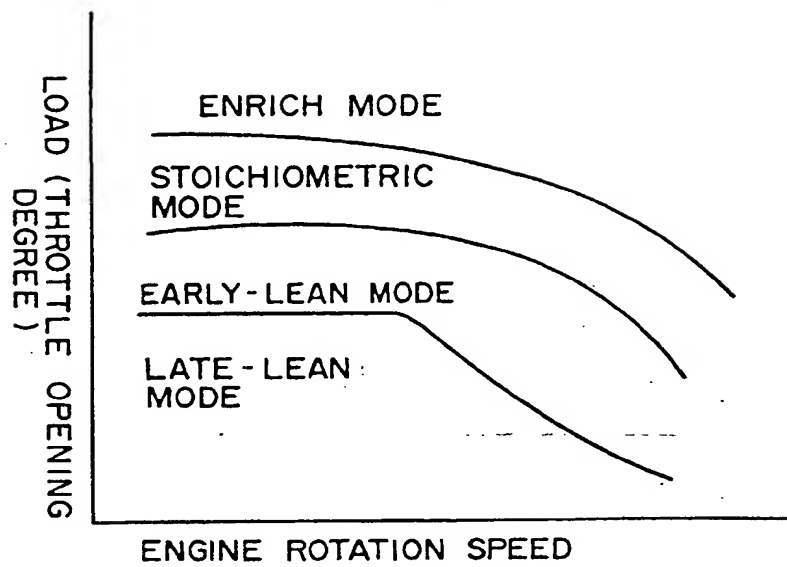 LOAD (THROTTLE OPENING
DEGREE)
ENRICH MODE
STOICHIOMETRIC
MODE
EARLY-LEAN MODE
LATE-LEAN
MODE
ENGINE ROTATION SPEED